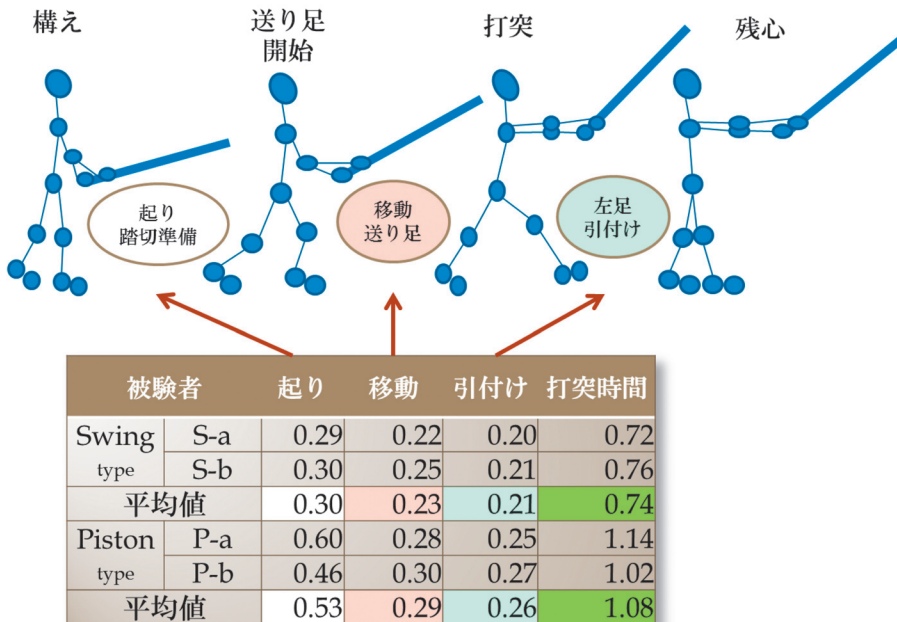 構え
送り足
開始
打突
残心
起り
踏切準備
移動
送り足
左足
引付け
被験者 起り 移動 引付け 打突時間
Swing type S-a 0.29 0.22 0.20 0.72
S-b 0.30 0.25 0.21 0.76
平均値 0.30 0.23 0.21 0.74
Piston type P-a 0.60 0.28 0.25 1.14
P-b 0.46 0.30 0.27 1.02
平均値 0.53 0.29 0.26 1.08